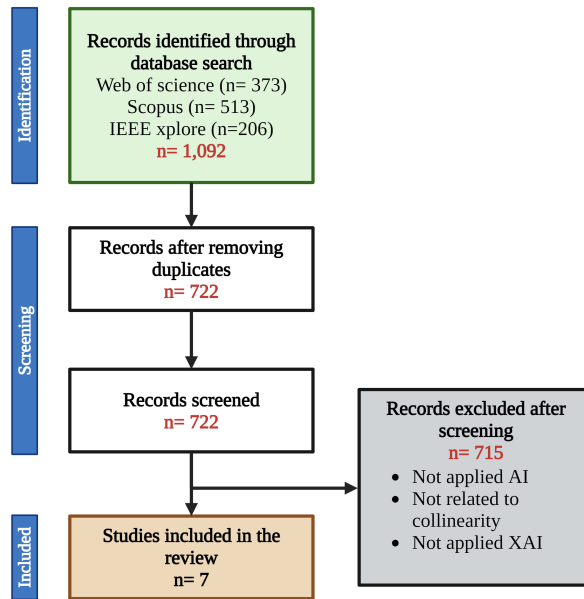 Identification
Records identified through
database search
Web of science (n= 373)
Scopus (n= 513)
IEEE xplore (n=206)
n= 1,092
Screening
Records after removing
duplicates
n= 722
Records screened
n= 722
Records excluded after
screening
n= 715
• Not applied AI
• Not related to
collinearity
• Not applied XAI
Included
Studies included in the
review
n= 7